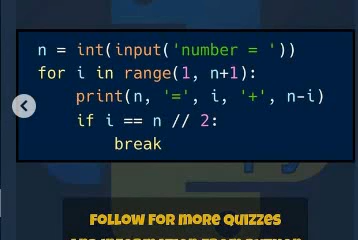 n = int(input('number = '))
for i in range(1, n+1):
    print(n, '=', i, '+', n-i)
    if i == n // 2:
        break
FOLLOW FOR MORE QUIZZES